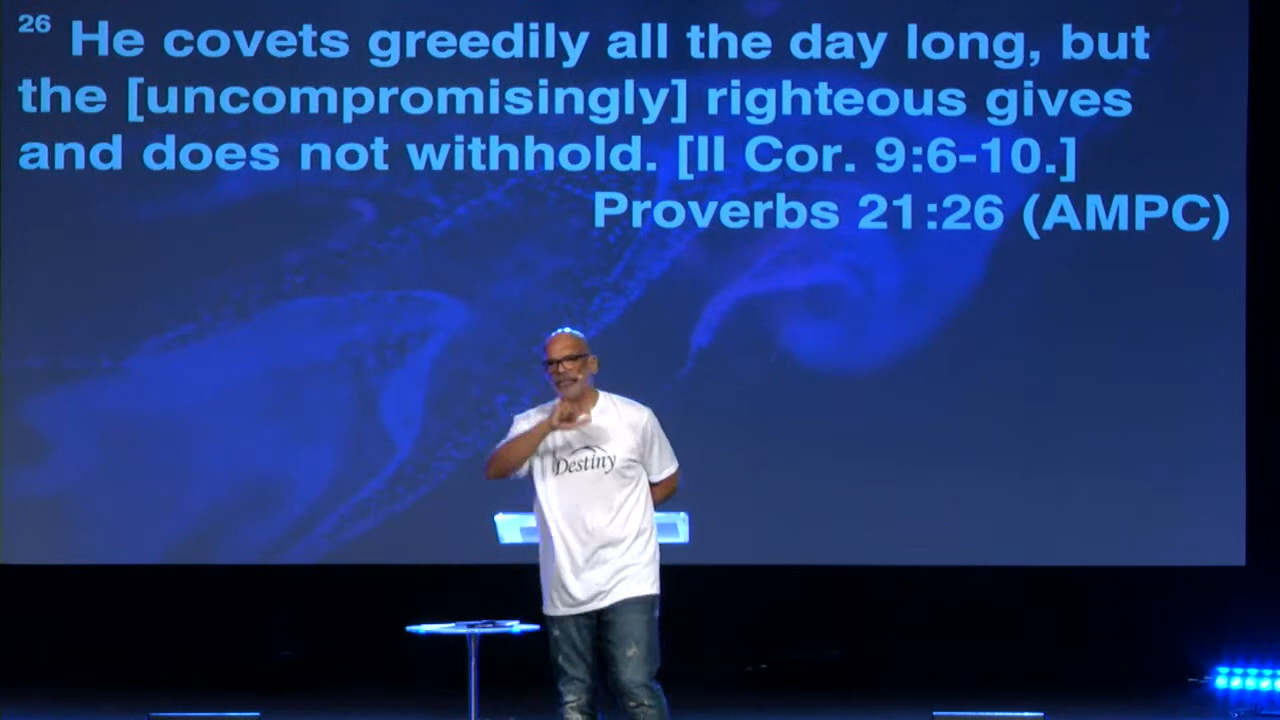 26 He covets greedily all the day long, but
the [uncompromisingly] righteous gives
and does not withhold. [II Cor. 9:6-10.]
Proverbs 21:26 (AMPC)
Destiny